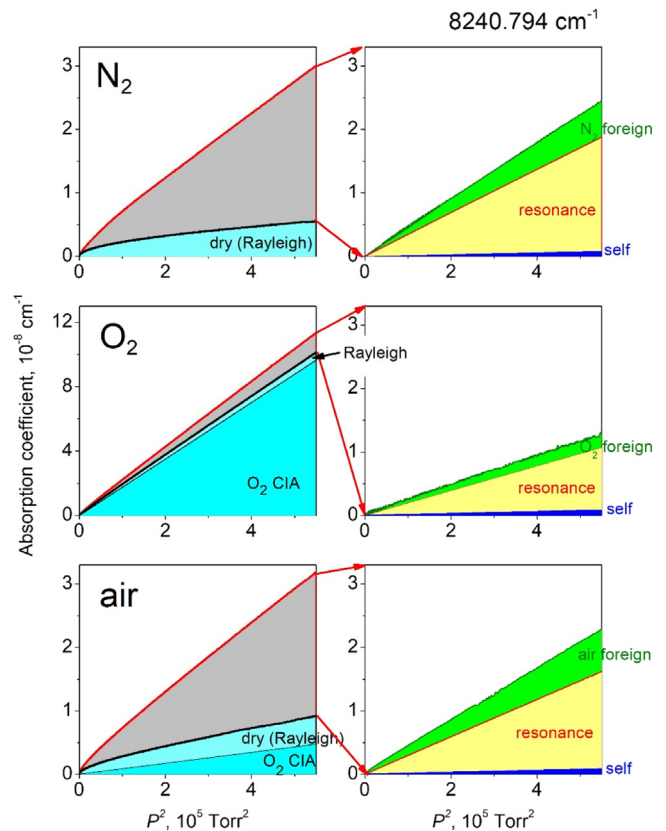 8240.794 cm⁻¹
N₂
3
2
1
0
dry (Rayleigh)
0 2 4
3
2
1
0
N₂ foreign
resonance
self
0 2 4
Absorption coefficient, 10⁻⁸ cm⁻¹
O₂
12
8
4
0
Rayleigh
O₂ CIA
0 2 4
3
2
1
0
O₂ foreign
resonance
self
0 2 4
air
3
2
1
0
dry (Rayleigh)
O₂ CIA
0 2 4
P², 10⁵ Torr²
3
2
1
0
air foreign
resonance
self
0 2 4
P², 10⁵ Torr²